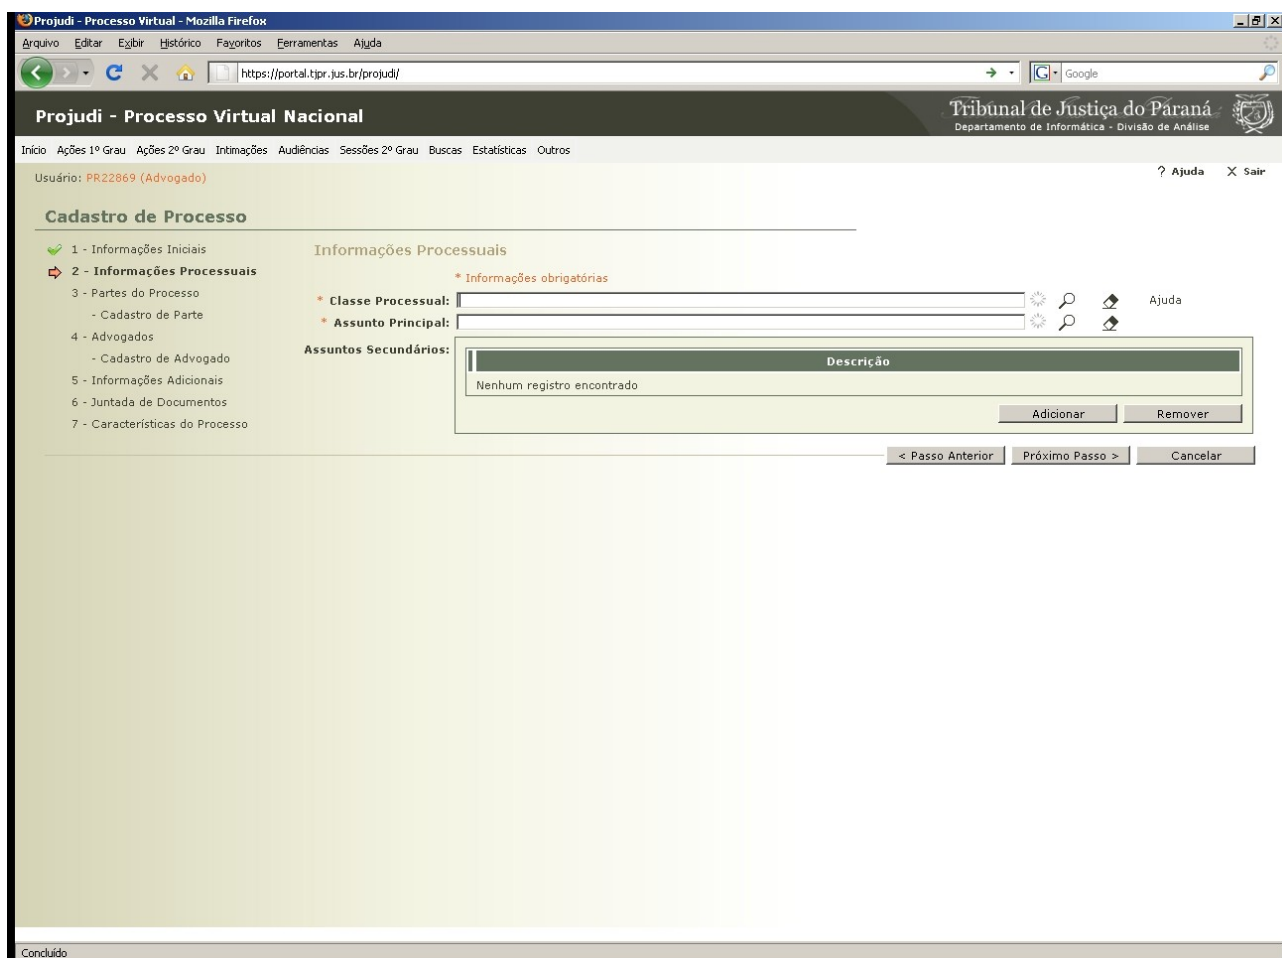 Projudi - Processo Virtual - Mozilla Firefox
Arquivo Editar Exibir Histórico Favoritos Ferramentas Ajuda
https://portal.tjpr.jus.br/projudi/ G Google
Projudi - Processo Virtual Nacional
Tribunal de Justiça do Paraná
Departamento de Informática - Divisão de Análise
Início Ações 1º Grau Ações 2º Grau Intimações Audiências Sessões 2º Grau Buscas Estatísticas Outros
Usuário: PR22869 (Advogado)
? Ajuda X Sair
Cadastro de Processo
1 - Informações Iniciais
2 - Informações Processuais
3 - Partes do Processo
- Cadastro de Parte
4 - Advogados
- Cadastro de Advogado
5 - Informações Adicionais
6 - Juntada de Documentos
7 - Características do Processo
Informações Processuais
* Informações obrigatórias
* Classe Processual: Ajuda
* Assunto Principal:
Assuntos Secundários:
Descrição
Nenhum registro encontrado
Adicionar Remover
< Passo Anterior Próximo Passo > Cancelar
Concluído